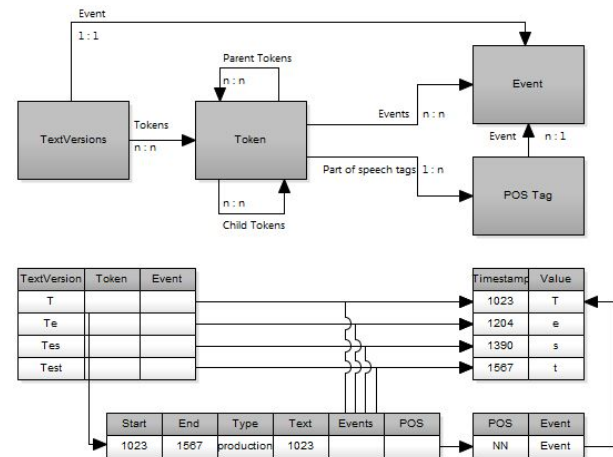 Event
1 : 1
Parent Tokens
n : n
Event
TextVersions
Tokens
n : n
Token
Events n : n
Event n : 1
Part of speech tags 1 : n
POS Tag
n : n
Child Tokens
TextVersion Token Event
T
Te
Tes
Test
Timestamp Value
1023 T
1204 e
1390 s
1567 t
Start End Type Text Events POS
1023 1567 production 1023
POS Event
NN Event